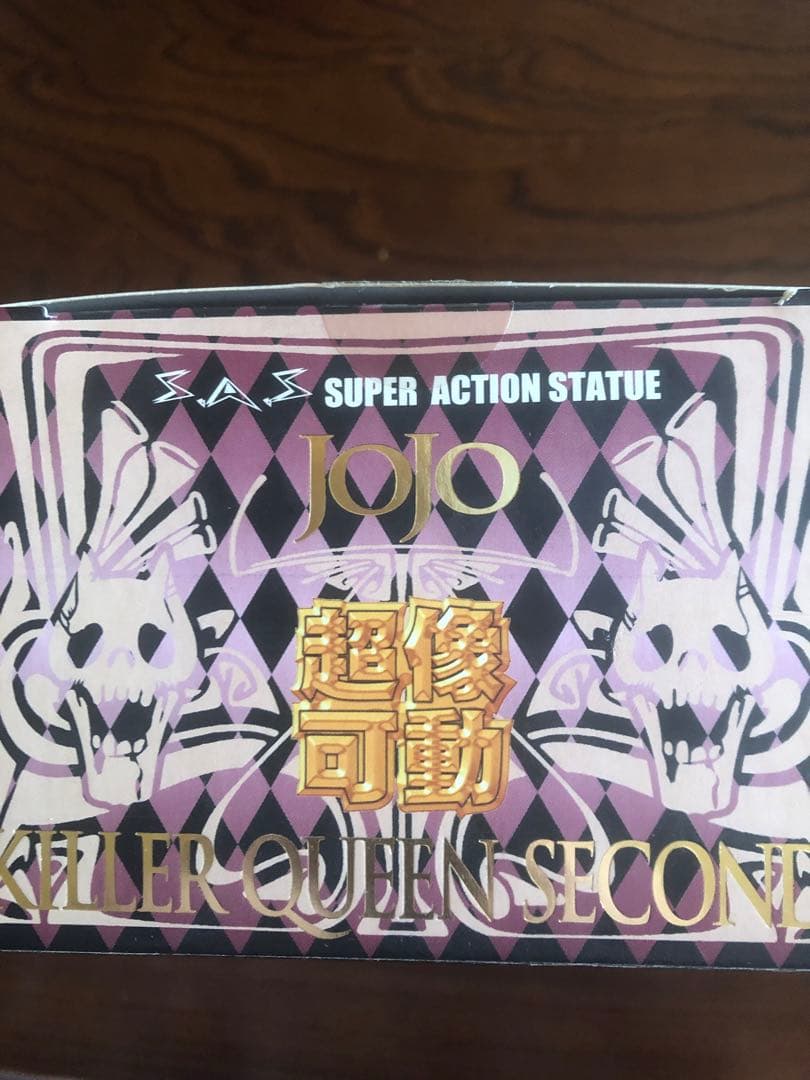 S.A.S SUPER ACTION STATUE
JOJO
超像
可動
KILLER QUEEN SECOND